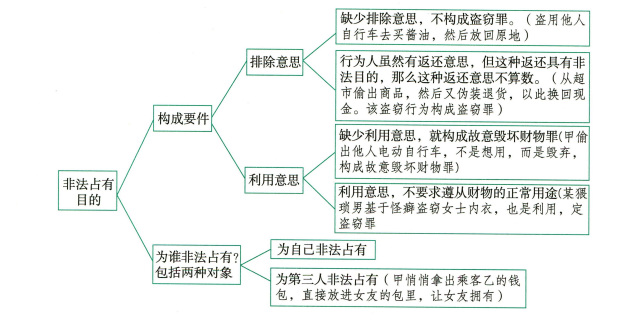 缺少排除意思，不构成盗窃罪。（盗用他人
自行车去买酱油，然后放回原地）
排除意思
行为人虽然有返还意思，但这种返还具有非
法目的，那么这种返还意思不算数。（从超
市偷出商品，然后又伪装退货，以此换回现
金。该盗窃行为构成盗窃罪）
构成要件
缺少利用意思，就构成故意毁坏财物罪(甲偷
出他人电动自行车，不是想用，而是毁弃，
构成故意毁坏财物罪)
利用意思
利用意思，不要求遵从财物的正常用途(某猥
琐男基于怪癖盗窃女士内衣，也是利用，定
盗窃罪
非法占有
目的
为谁非法占有?
包括两种对象
为自己非法占有
为第三人非法占有（甲悄悄拿出乘客乙的钱
包，直接放进女友的包里，让女友拥有）